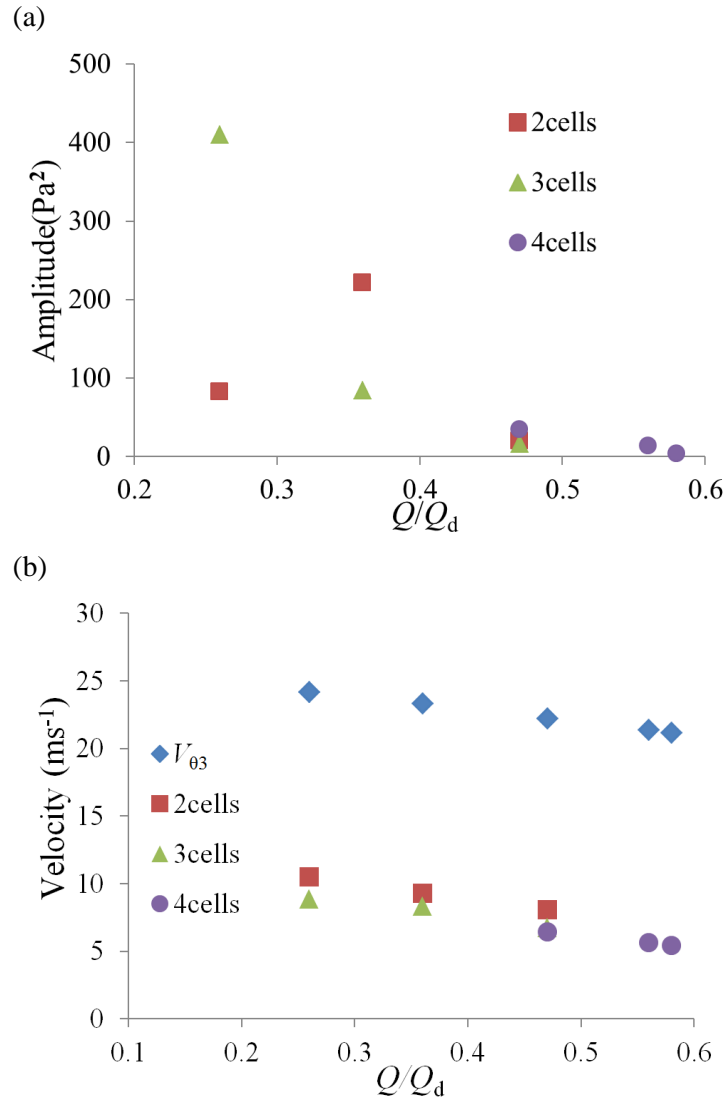 (a)
500
400
300
200
100
0
Amplitude(Pa²)
2cells
3cells
4cells
0.2 0.3 0.4 0.5 0.6
Q/Qd
(b)
30
25
20
15
10
5
0
Velocity (ms⁻¹)
Vθ3
2cells
3cells
4cells
0.1 0.2 0.3 0.4 0.5 0.6
Q/Qd